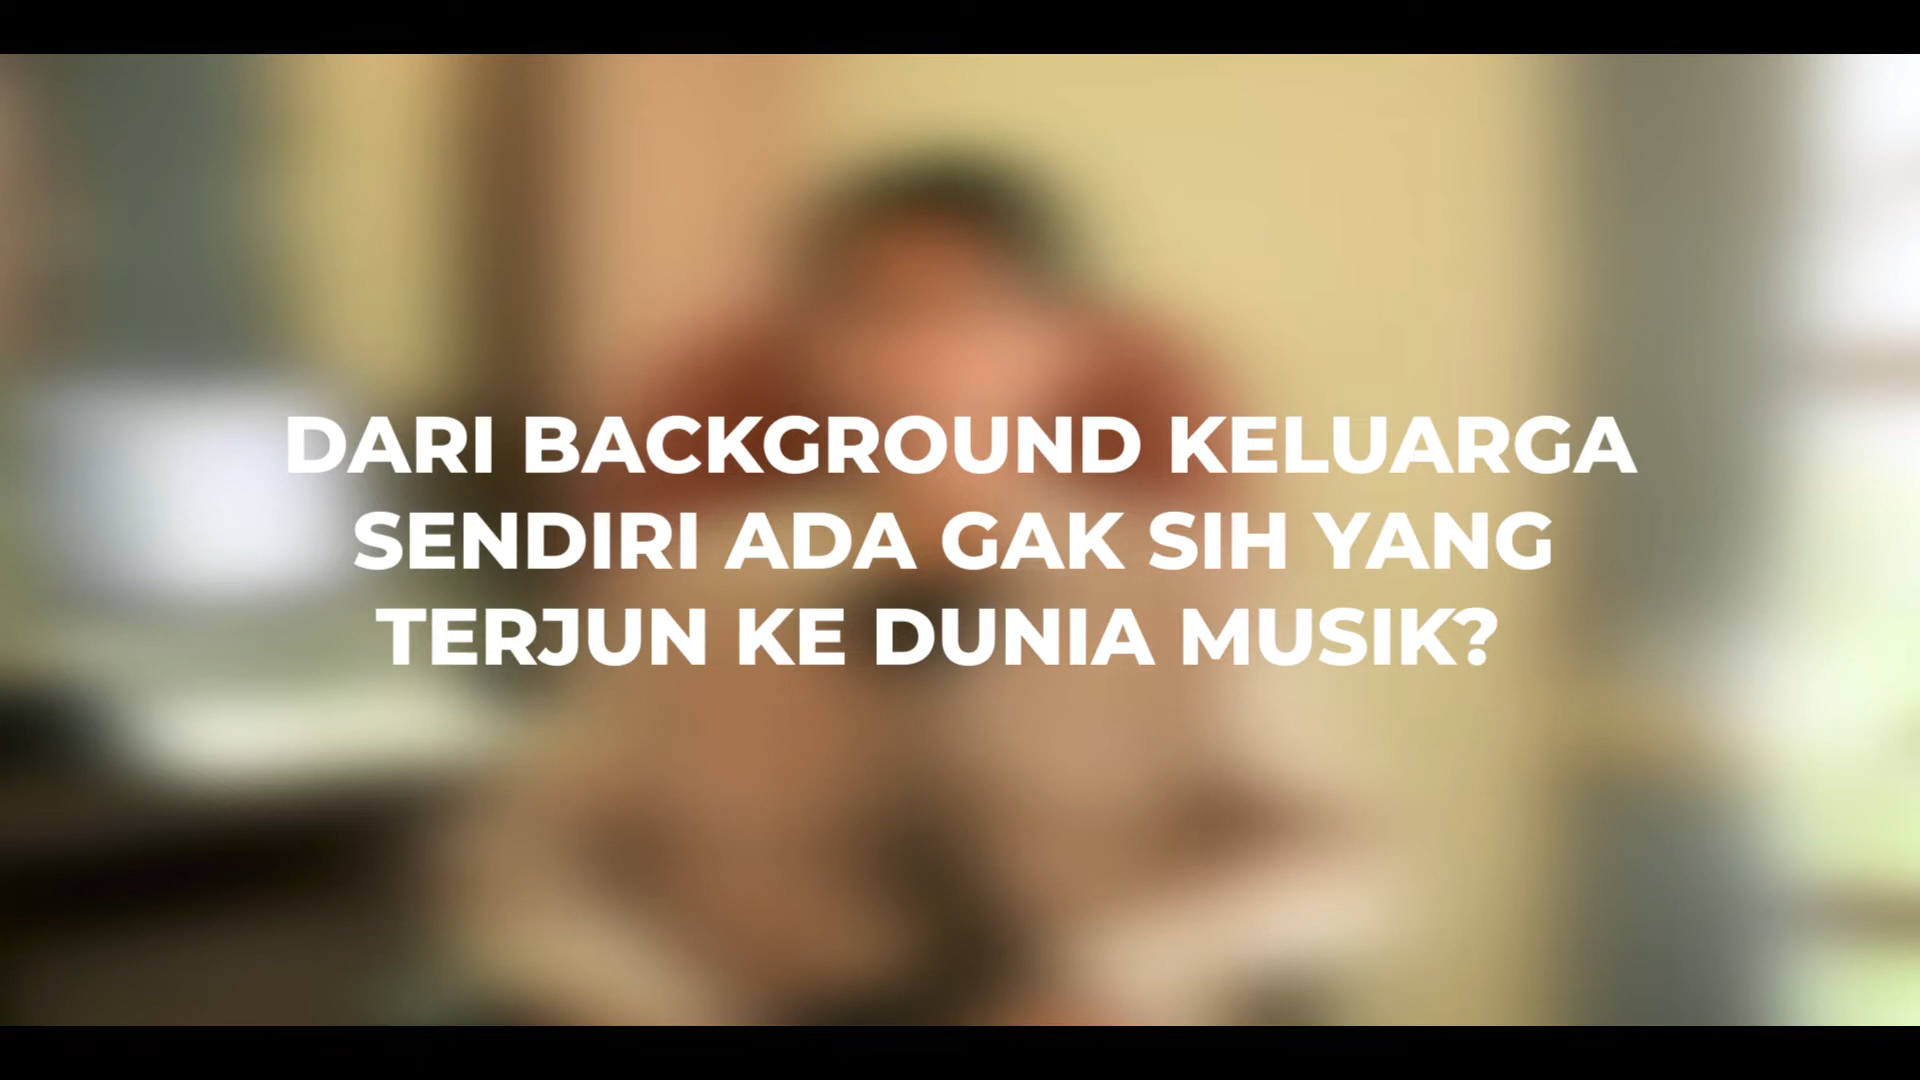 DARI BACKGROUND KELUARGA
SENDIRI ADA GAK SIH YANG
TERJUN KE DUNIA MUSIK?